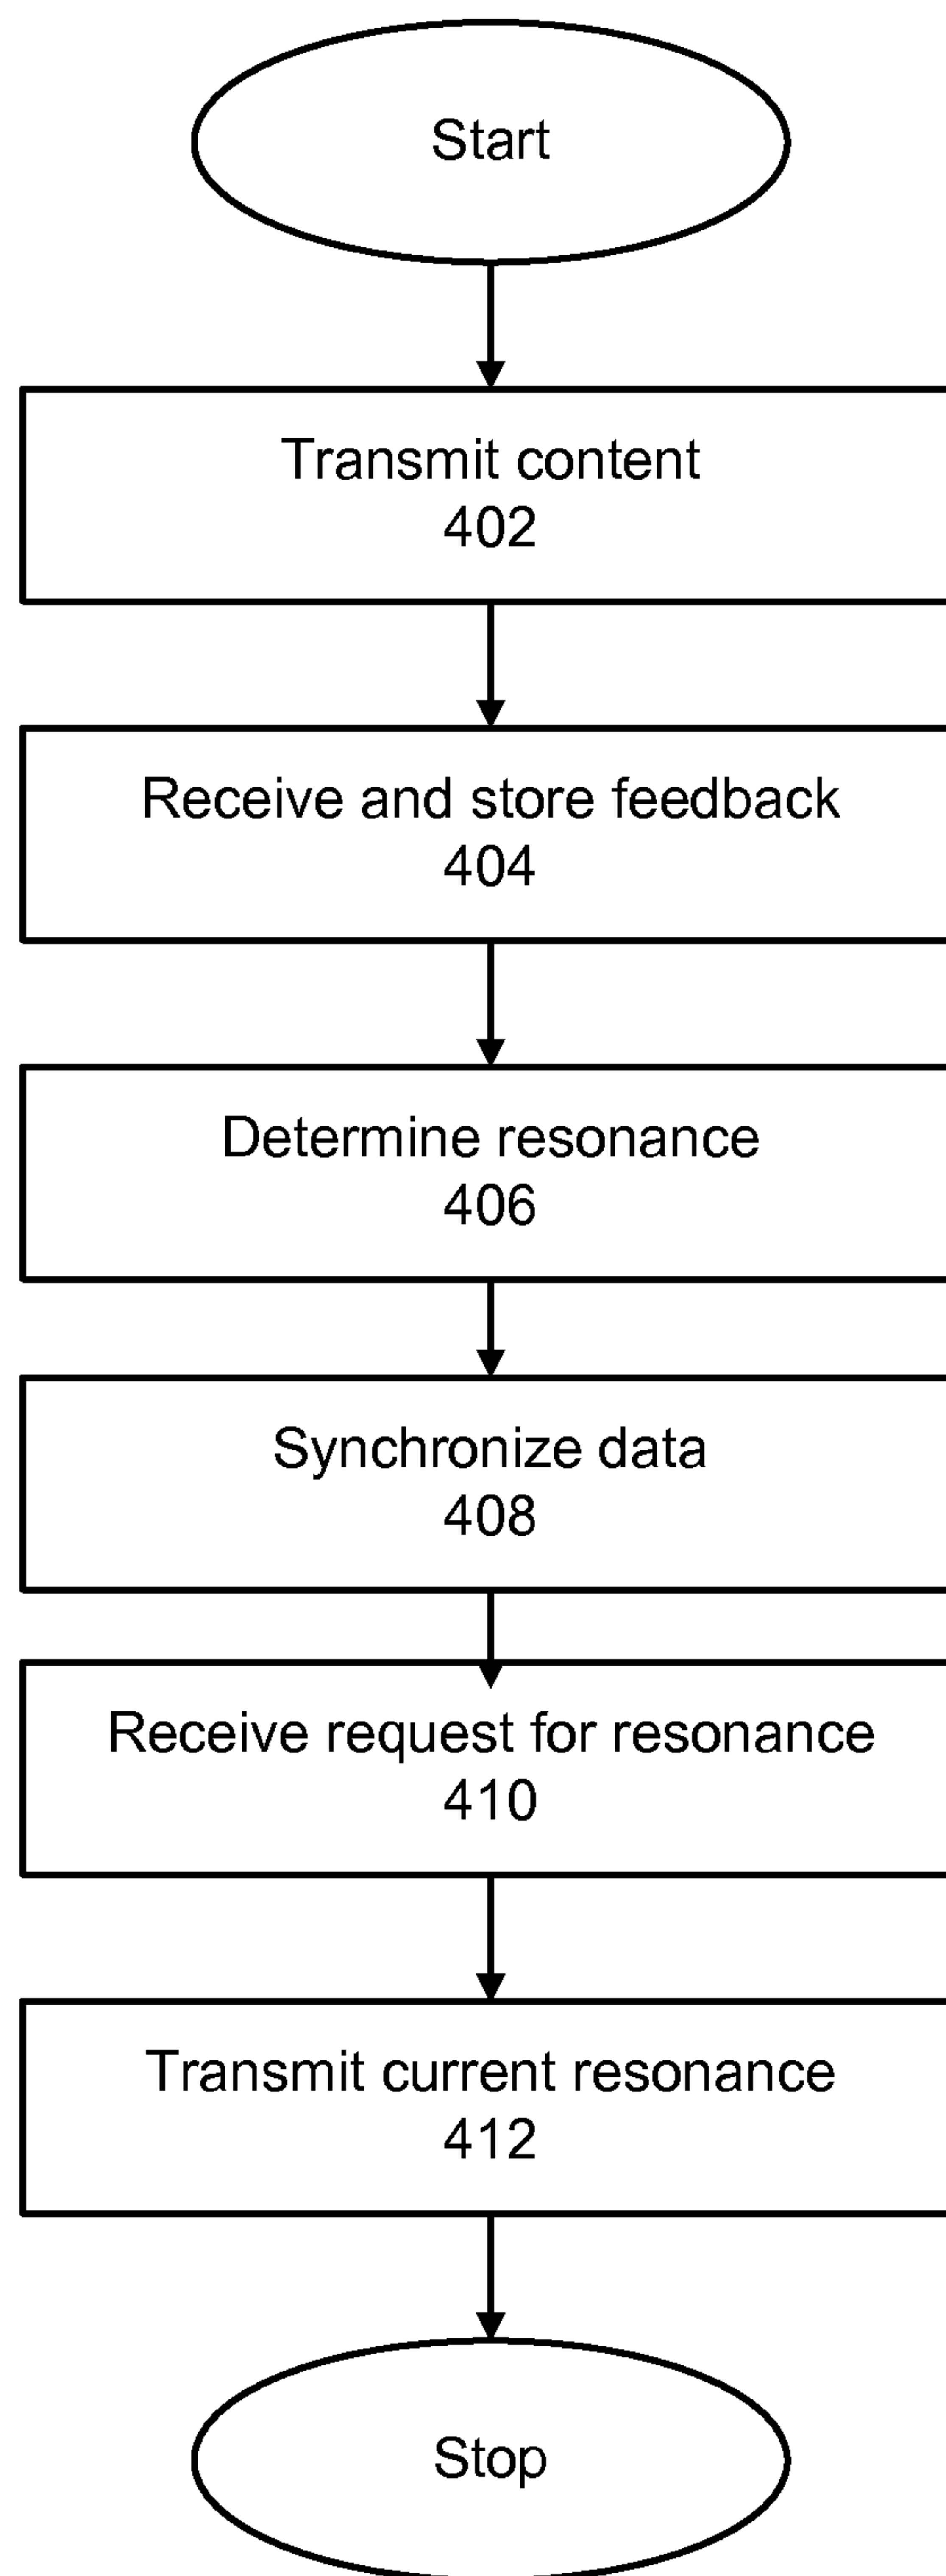 Start
Transmit content
402
Receive and store feedback
404
Determine resonance
406
Synchronize data
408
Receive request for resonance
410
Transmit current resonance
412
Stop